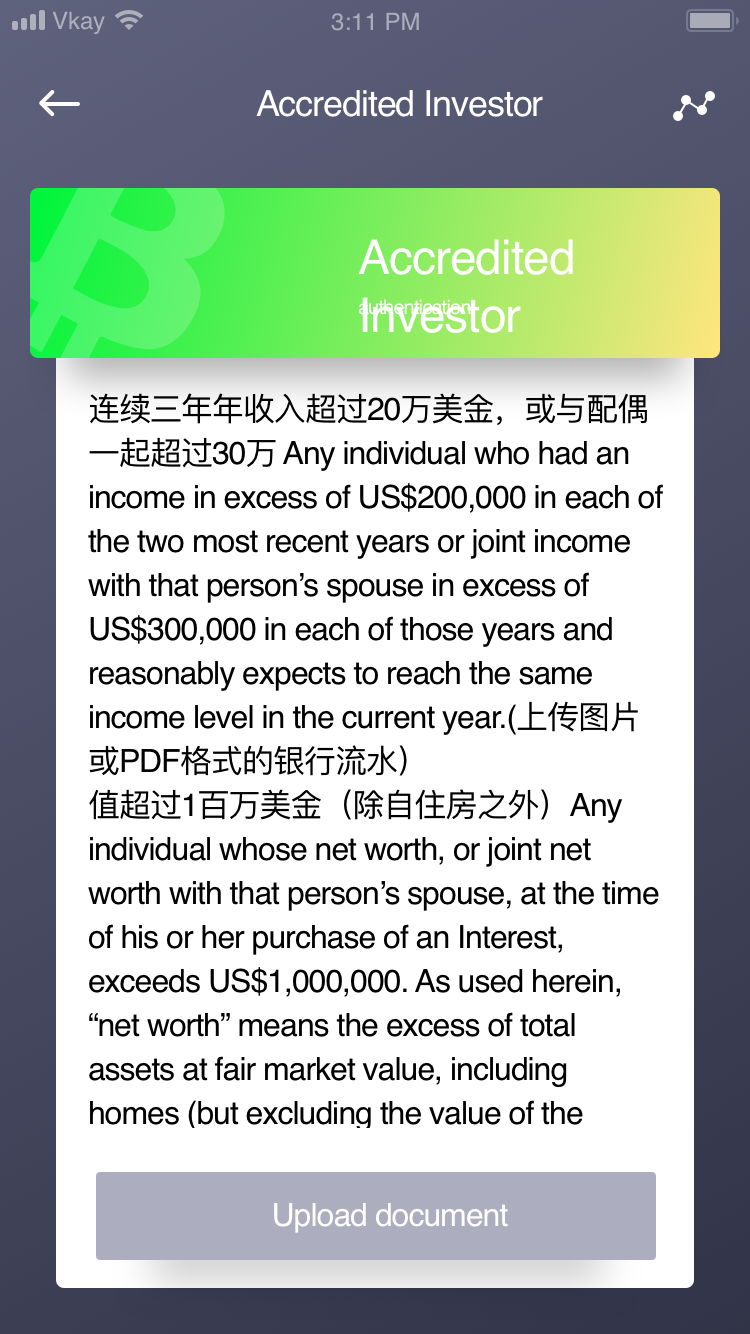 Vkay
3:11 PM
Accredited Investor
Accredited
authentication!
Investor
连续三年年收入超过20万美金，或与配偶
一起超过30万 Any individual who had an
income in excess of US$200,000 in each of
the two most recent years or joint income
with that person’s spouse in excess of
US$300,000 in each of those years and
reasonably expects to reach the same
income level in the current year.(上传图片
或PDF格式的银行流水）
值超过1百万美金（除自住房之外）Any
individual whose net worth, or joint net
worth with that person’s spouse, at the time
of his or her purchase of an Interest,
exceeds US$1,000,000. As used herein,
“net worth” means the excess of total
assets at fair market value, including
homes (but excluding the value of the
Upload document